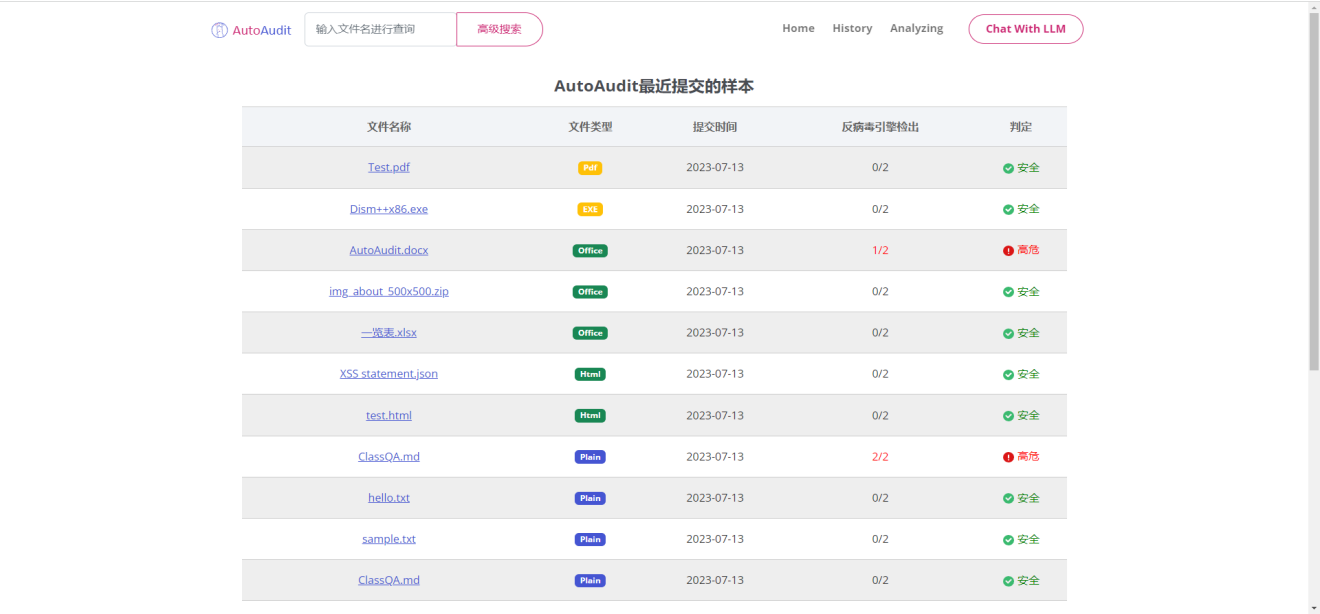 AutoAudit 输入文件名进行查询 高级搜索 Home History Analyzing Chat With LLM
AutoAudit最近提交的样本
文件名称 文件类型 提交时间 反病毒引擎检出 判定
Test.pdf Pdf 2023-07-13 0/2 安全
Dism++x86.exe EXE 2023-07-13 0/2 安全
AutoAudit.docx Office 2023-07-13 1/2 高危
img_about_500x500.zip Office 2023-07-13 0/2 安全
一览表.xlsx Office 2023-07-13 0/2 安全
XSS statement.json Html 2023-07-13 0/2 安全
test.html Html 2023-07-13 0/2 安全
ClassQA.md Plain 2023-07-13 2/2 高危
hello.txt Plain 2023-07-13 0/2 安全
sample.txt Plain 2023-07-13 0/2 安全
ClassQA.md Plain 2023-07-13 0/2 安全